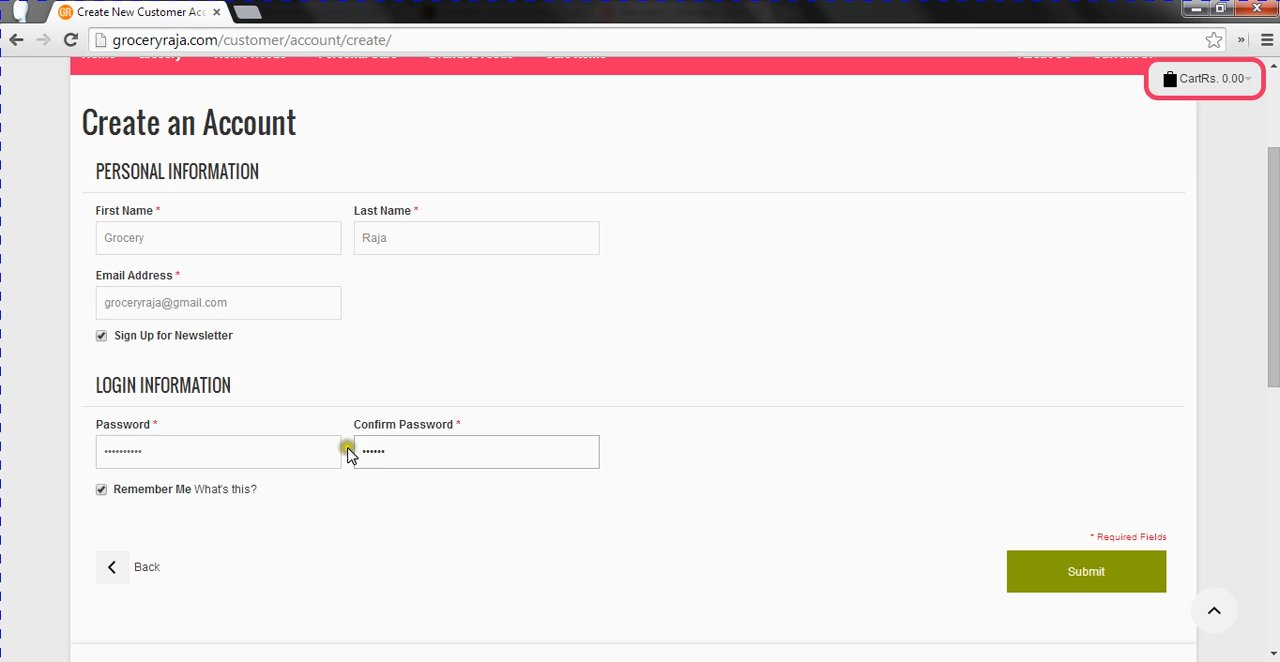 GR Create New Customer Acc
groceryraja.com/customer/account/create/
»
CartRs. 0.00
Create an Account
PERSONAL INFORMATION
First Name * Last Name *
Grocery Raja
Email Address *
groceryraja@gmail.com
Sign Up for Newsletter
LOGIN INFORMATION
Password * Confirm Password *
•••••••••• ••••••
Remember Me What's this?
* Required Fields
Back
Submit